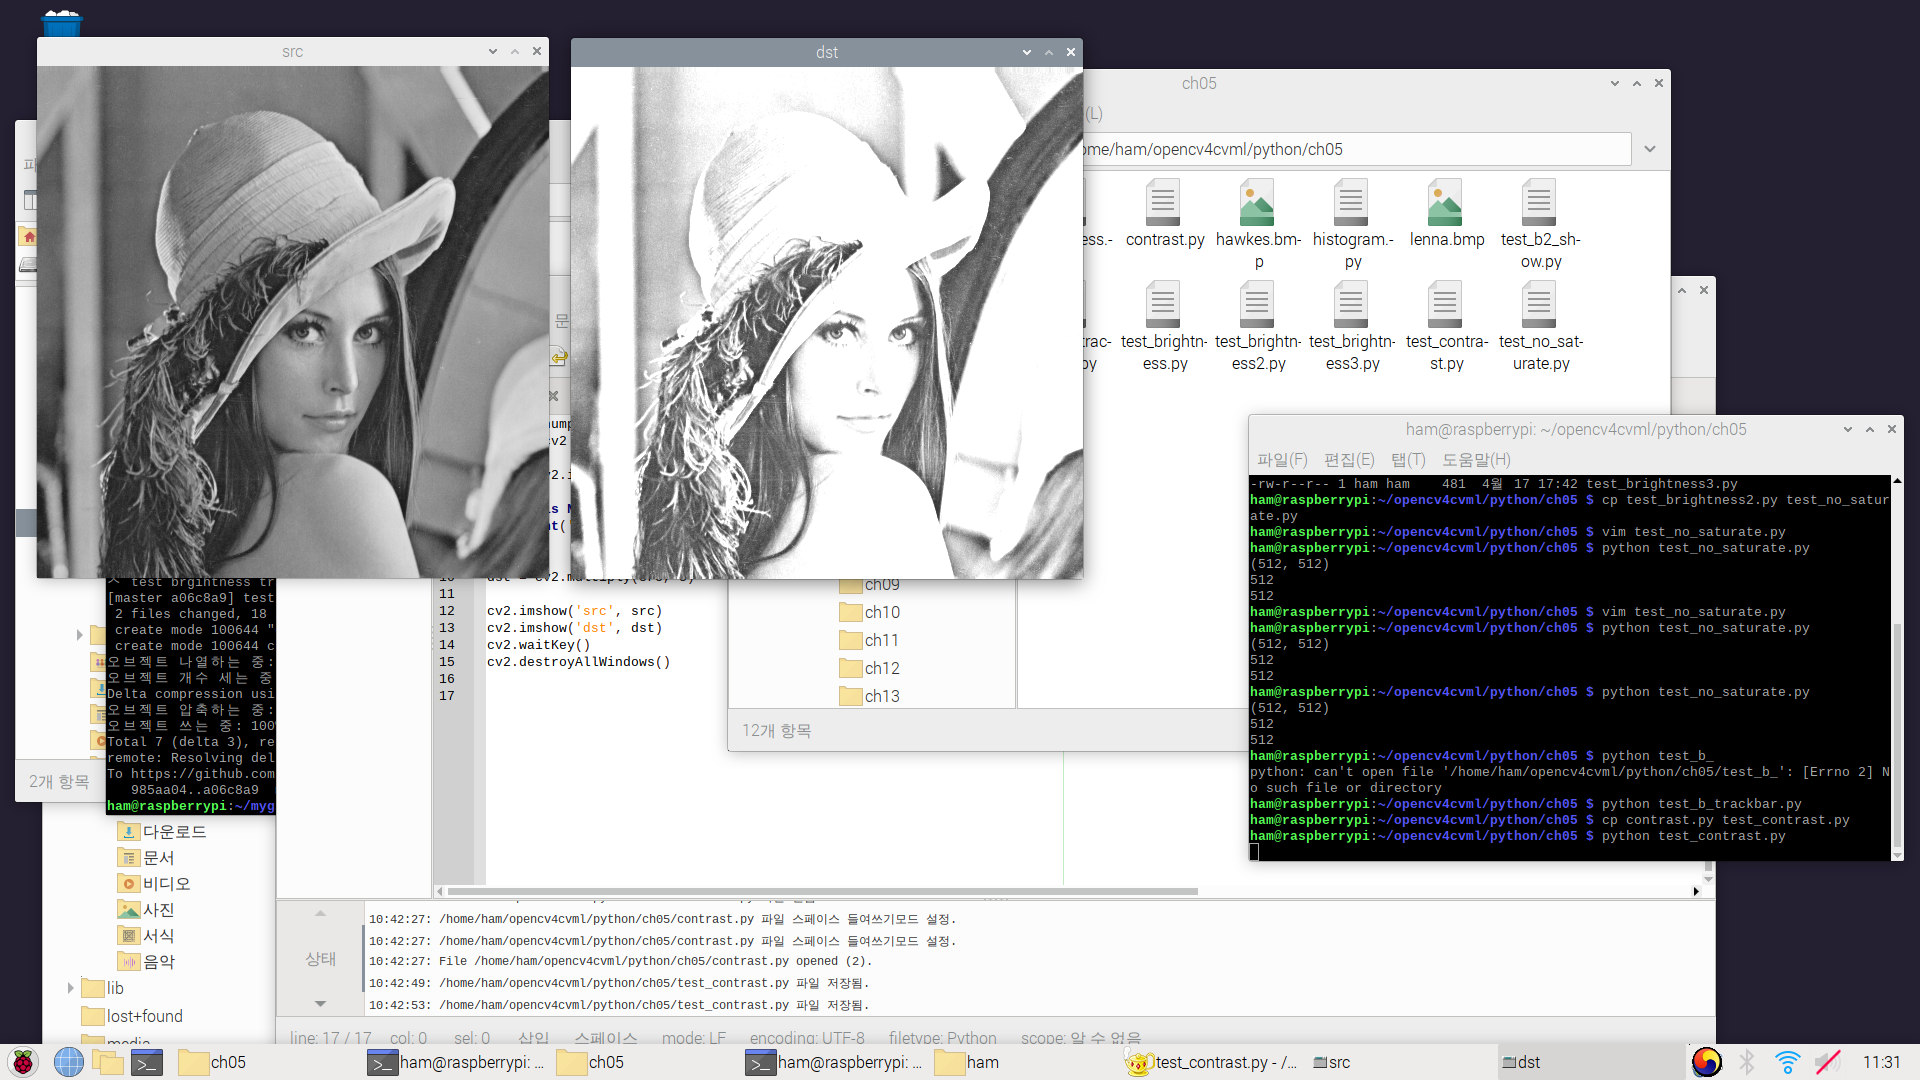 src
dst
ch05
(L)
ome/ham/opencv4cvml/python/ch05
ess.-
contrast.py
hawkes.bm-
p
histogram.-
py
lenna.bmp
test_b2_sh-
ow.py
trac-
py
test_brightn-
ess.py
test_brightn-
ess2.py
test_brightn-
ess3.py
test_contra-
st.py
test_no_sat-
urate.py
문
ham@raspberrypi: ~/opencv4cvml/python/ch05
파일(F) 편집(E) 탭(T) 도움말(H)
-rw-r--r-- 1 ham ham 481 4월 17 17:42 test_brightness3.py
ham@raspberrypi:~/opencv4cvml/python/ch05 $ cp test_brightness2.py test_no_satur
ate.py
ham@raspberrypi:~/opencv4cvml/python/ch05 $ vim test_no_saturate.py
ham@raspberrypi:~/opencv4cvml/python/ch05 $ python test_no_saturate.py
(512, 512)
512
512
ham@raspberrypi:~/opencv4cvml/python/ch05 $ vim test_no_saturate.py
ham@raspberrypi:~/opencv4cvml/python/ch05 $ python test_no_saturate.py
(512, 512)
512
512
ham@raspberrypi:~/opencv4cvml/python/ch05 $ python test_no_saturate.py
(512, 512)
512
512
ham@raspberrypi:~/opencv4cvml/python/ch05 $ python test_b_
python: can't open file '/home/ham/opencv4cvml/python/ch05/test_b_': [Errno 2] N
o such file or directory
ham@raspberrypi:~/opencv4cvml/python/ch05 $ python test_b_trackbar.py
ham@raspberrypi:~/opencv4cvml/python/ch05 $ cp contrast.py test_contrast.py
ham@raspberrypi:~/opencv4cvml/python/ch05 $ python test_contrast.py
[master a06c8a9] test
2 files changed, 18
create mode 100644 "
create mode 100644 c
오브젝트 나열하는 중:
오브젝트 개수 세는 중
Delta compression usi
오브젝트 압축하는 중:
오브젝트 쓰는 중: 100%
Total 7 (delta 3), re
remote: Resolving del
To https://github.com
985aa04..a06c8a9
ham@raspberrypi:~/myg
11
12 cv2.imshow('src', src)
13 cv2.imshow('dst', dst)
14 cv2.waitKey()
15 cv2.destroyAllWindows()
16
17
ch09
ch10
ch11
ch12
ch13
12개 항목
2개 항목
다운로드
문서
비디오
사진
서식
음악
lib
lost+found
media
상태
10:42:27: /home/ham/opencv4cvml/python/ch05/contrast.py 파일 스페이스 들여쓰기모드 설정.
10:42:27: /home/ham/opencv4cvml/python/ch05/contrast.py 파일 스페이스 들여쓰기모드 설정.
10:42:27: File /home/ham/opencv4cvml/python/ch05/contrast.py opened (2).
10:42:49: /home/ham/opencv4cvml/python/ch05/test_contrast.py 파일 저장됨.
10:42:53: /home/ham/opencv4cvml/python/ch05/test_contrast.py 파일 저장됨.
line: 17 / 17 col: 0 sel: 0 삽입 스페이스 mode: LF encoding: UTF-8 filetype: Python scope: 알 수 없음
ch05
ham@raspberrypi: ...
ch05
ham@raspberrypi: ...
ham
test_contrast.py - /...
src
dst
11:31